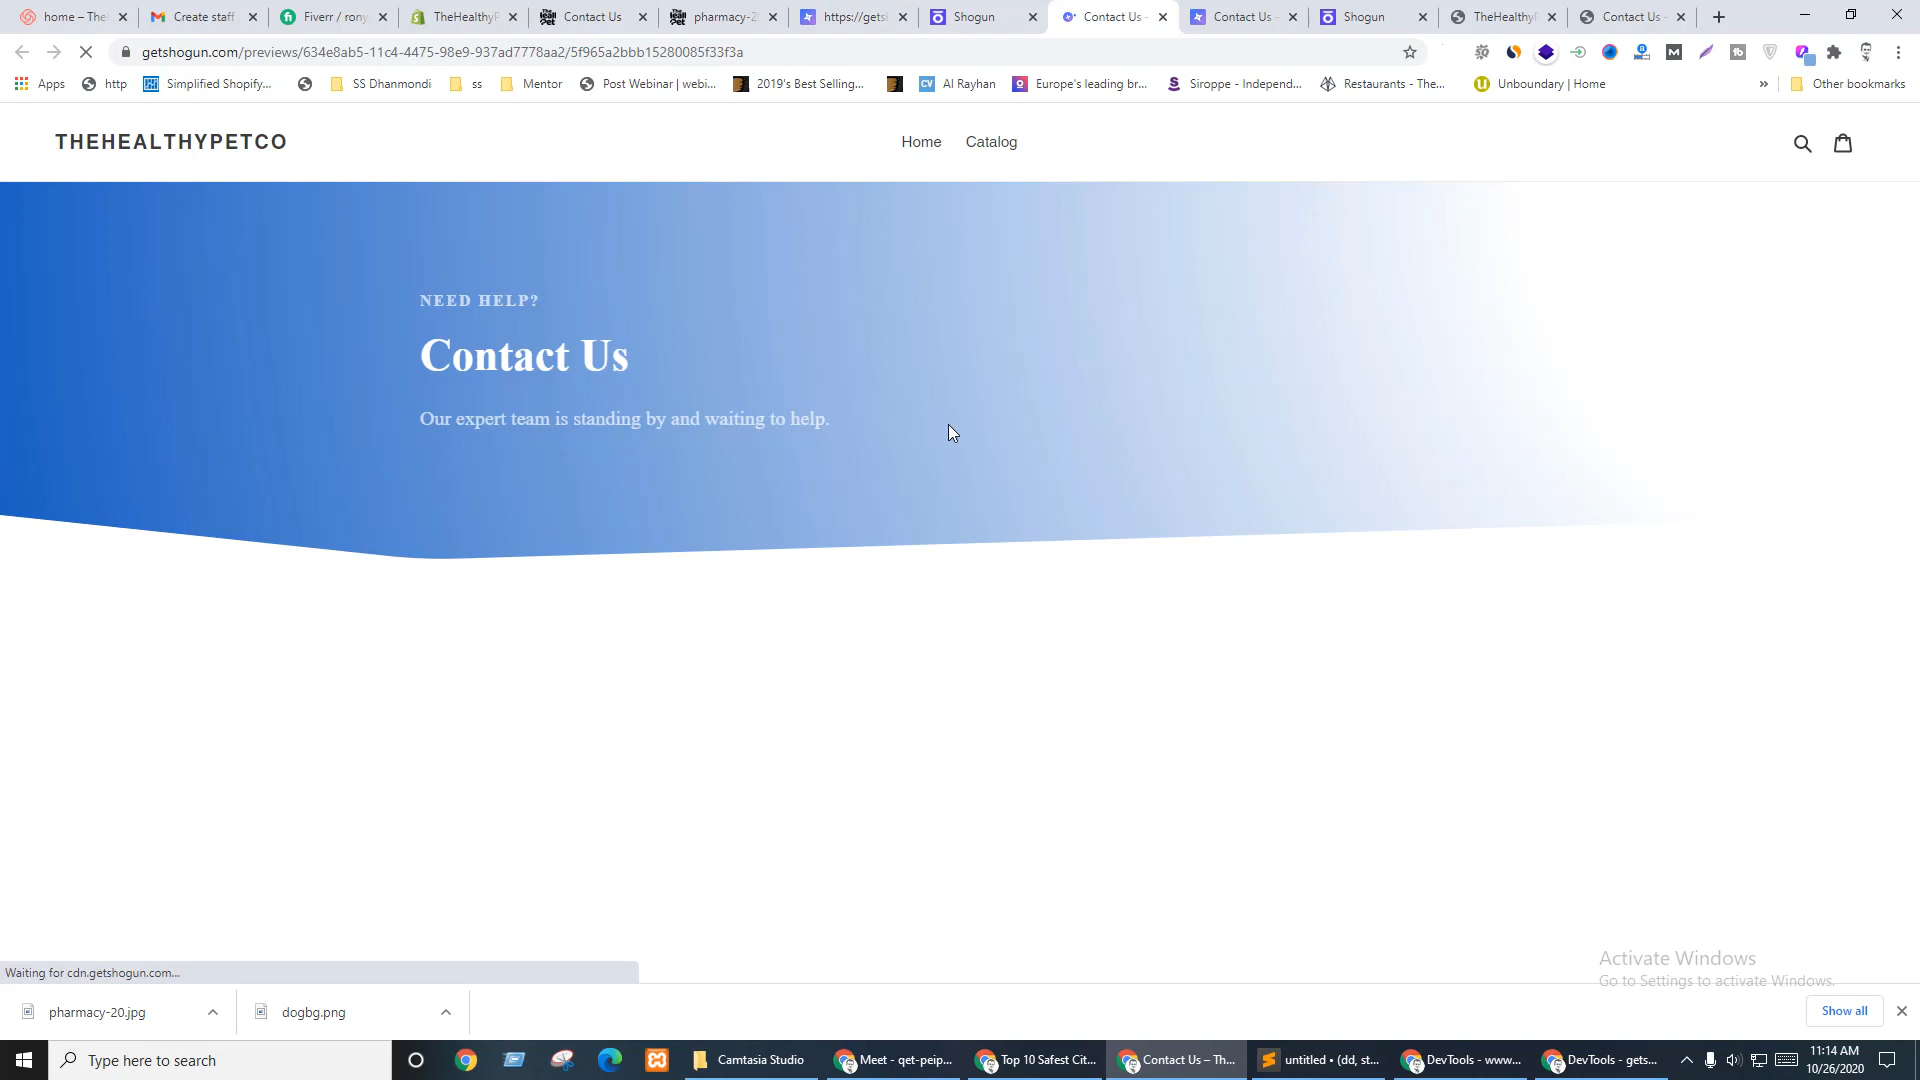 home – The
Create staff
Fiverr / rony
TheHealthyP
Contact Us
pharmacy-2
https://gets
Shogun
Contact Us -
Contact Us -
Shogun
TheHealthyP
Contact Us -
getshogun.com/previews/634e8ab5-11c4-4475-98e9-937ad7778aa2/5f965a2bbb15280085f33f3a
Apps
http
Simplified Shopify...
SS Dhanmondi
ss
Mentor
Post Webinar | webi...
2019's Best Selling...
CV
Al Rayhan
Europe's leading br...
Siroppe - Independ...
Restaurants - The...
Unboundary | Home
»
Other bookmarks
THEHEALTHYPETCO
Home
Catalog
NEED HELP?
Contact Us
Our expert team is standing by and waiting to help.
Waiting for cdn.getshogun.com...
Activate Windows
Go to Settings to activate Windows.
pharmacy-20.jpg
dogbg.png
Show all
Type here to search
Camtasia Studio
Meet - qet-peip...
Top 10 Safest Cit...
Contact Us – Th...
untitled • (dd, st...
DevTools - www...
DevTools - gets...
11:14 AM
10/26/2020